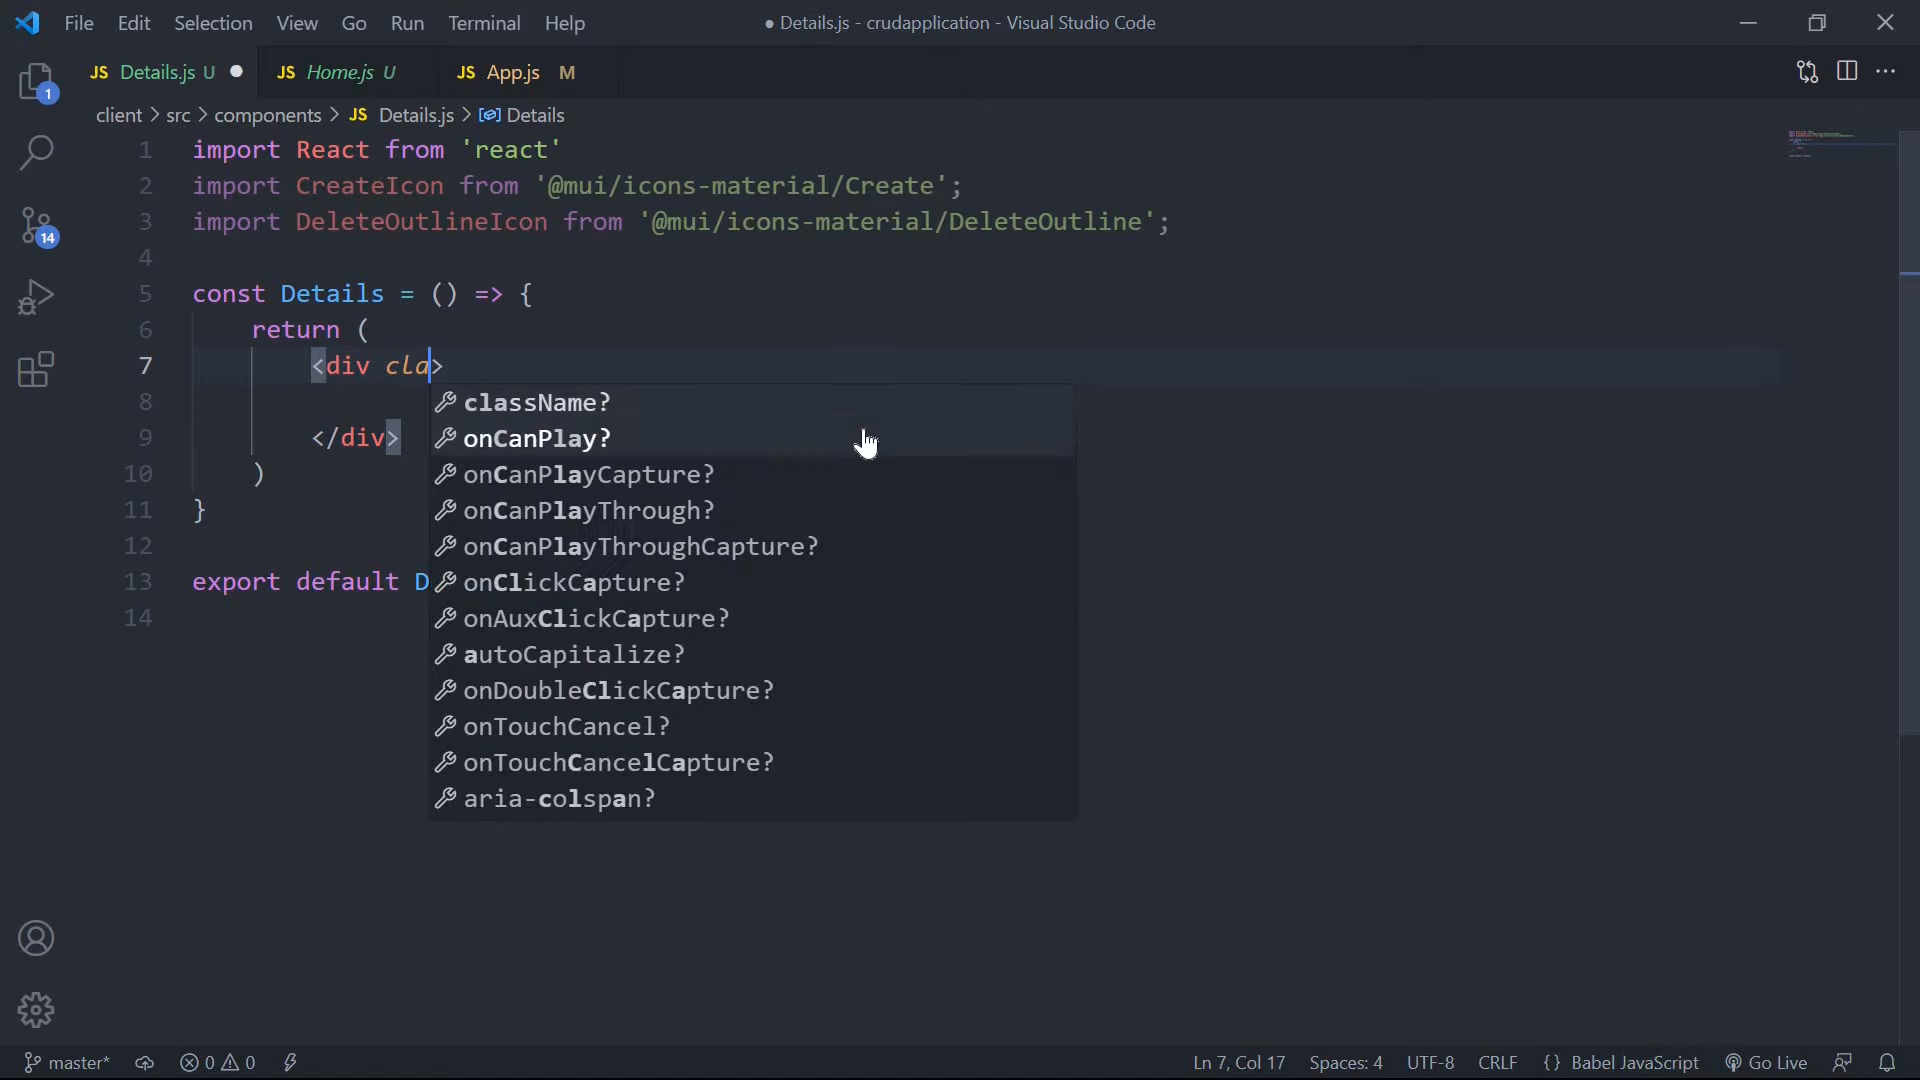 File Edit Selection View Go Run Terminal Help ● Details.js - crudapplication - Visual Studio Code
JS Details.js U JS Home.js U JS App.js M
1
client > src > components > JS Details.js > Details
1 import React from 'react'
2 import CreateIcon from '@mui/icons-material/Create';
3 import DeleteOutlineIcon from '@mui/icons-material/DeleteOutline';
14
4
5 const Details = () => {
6 return (
7 <div cla>
8 className?
9 </div> onCanPlay?
10 ) onCanPlayCapture?
11 } onCanPlayThrough?
12 onCanPlayThroughCapture?
13 export default D onClickCapture?
14 onAuxClickCapture?
autoCapitalize?
onDoubleClickCapture?
onTouchCancel?
onTouchCancelCapture?
aria-colspan?
master* 0 0 Ln 7, Col 17 Spaces: 4 UTF-8 CRLF {} Babel JavaScript Go Live